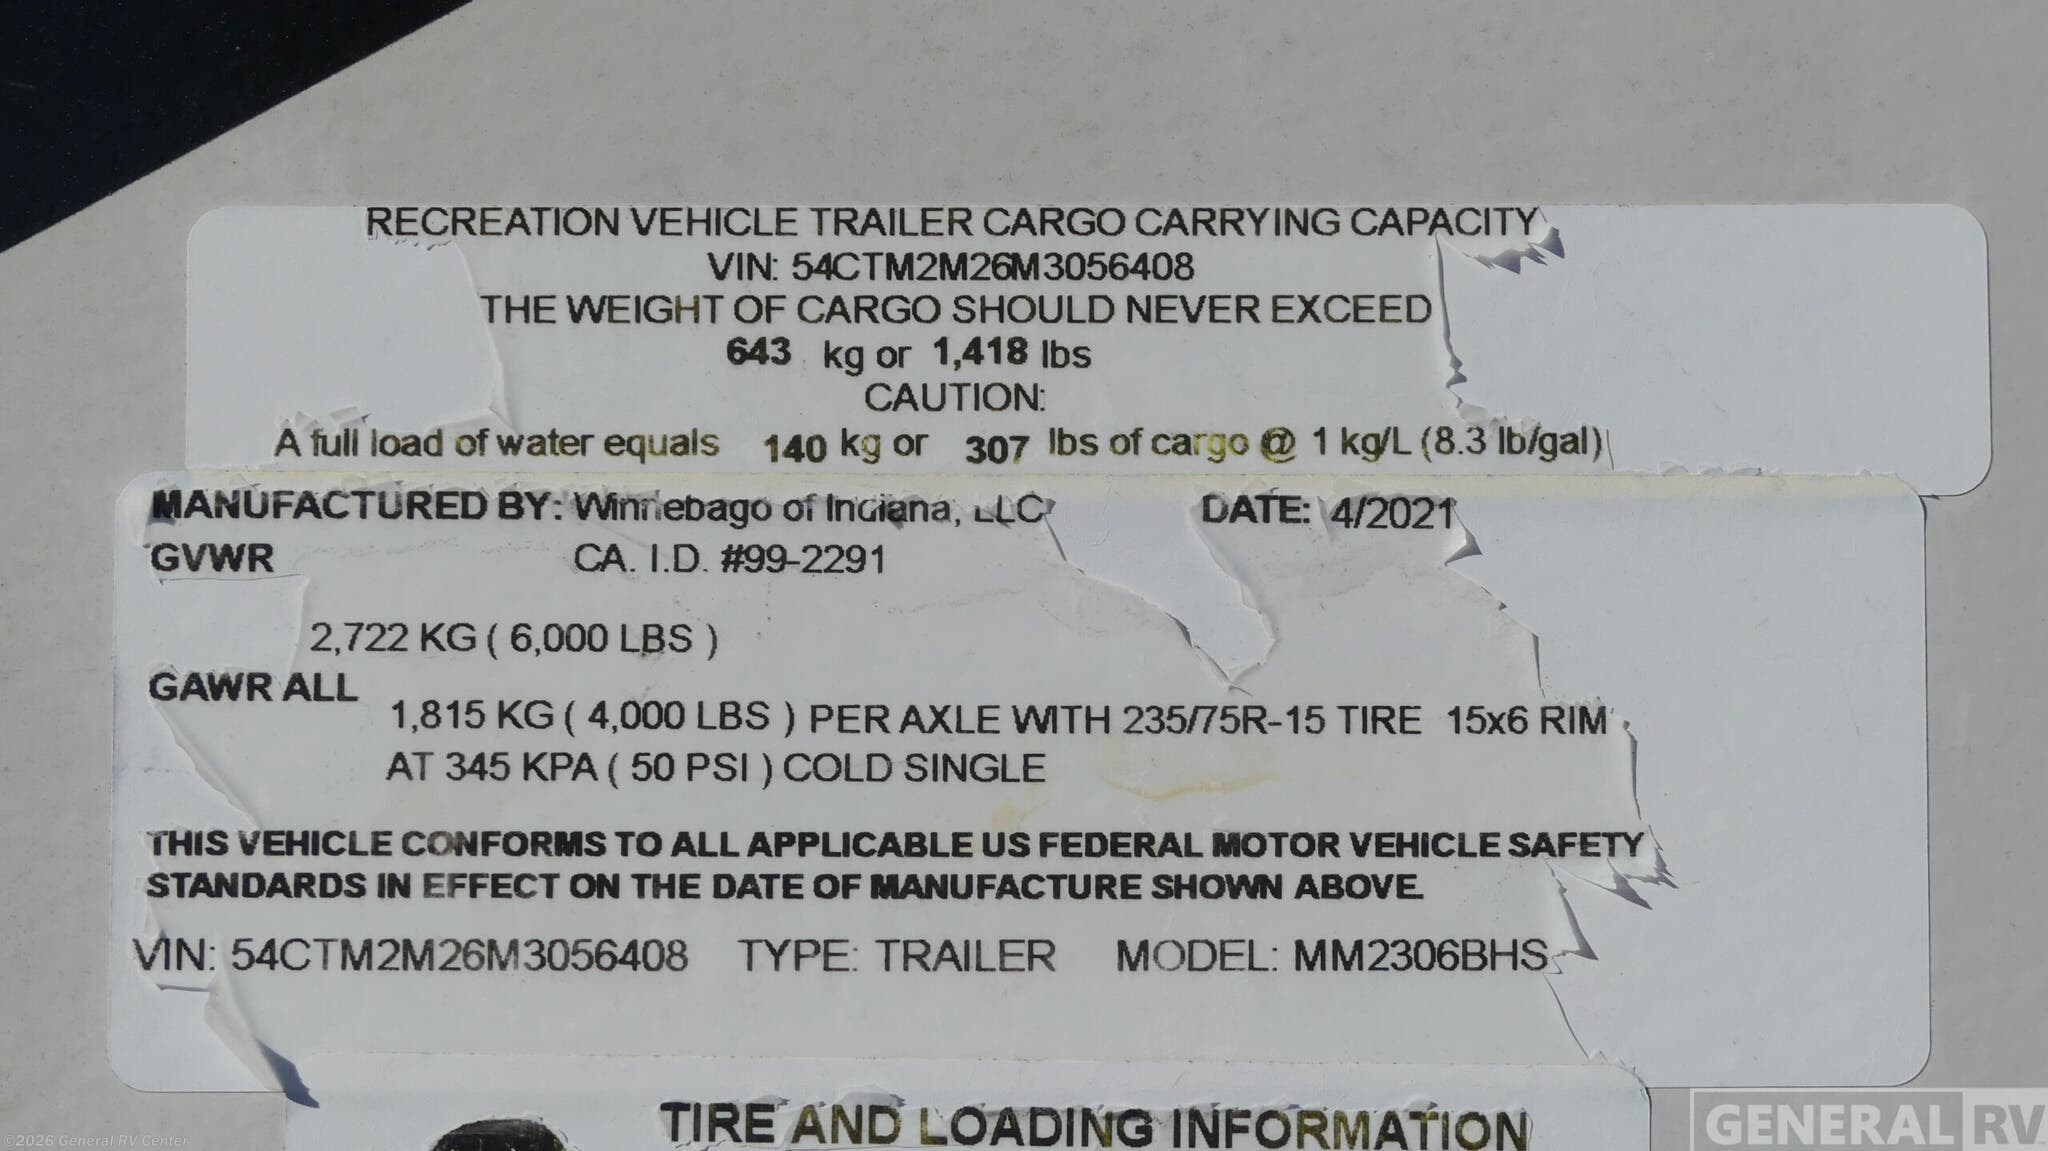 RECREATION VEHICLE TRAILER CARGO CARRYING CAPACITY
VIN: 54CTM2M26M3056408
THE WEIGHT OF CARGO SHOULD NEVER EXCEED
643 kg or 1,418 lbs
CAUTION:
A full load of water equals 140 kg or 307 lbs of cargo @ 1 kg/L (8.3 lb/gal)
MANUFACTURED BY: Winnebago of Indiana, LLC DATE: 4/2021
GVWR CA. I.D. #99-2291
2,722 KG ( 6,000 LBS )
GAWR ALL
1,815 KG ( 4,000 LBS ) PER AXLE WITH 235/75R-15 TIRE 15x6 RIM
AT 345 KPA ( 50 PSI ) COLD SINGLE
THIS VEHICLE CONFORMS TO ALL APPLICABLE US FEDERAL MOTOR VEHICLE SAFETY
STANDARDS IN EFFECT ON THE DATE OF MANUFACTURE SHOWN ABOVE.
VIN: 54CTM2M26M3056408 TYPE: TRAILER MODEL: MM2306BHS
TIRE AND LOADING INFORMATION
©2026 General RV Center
GENERAL RV